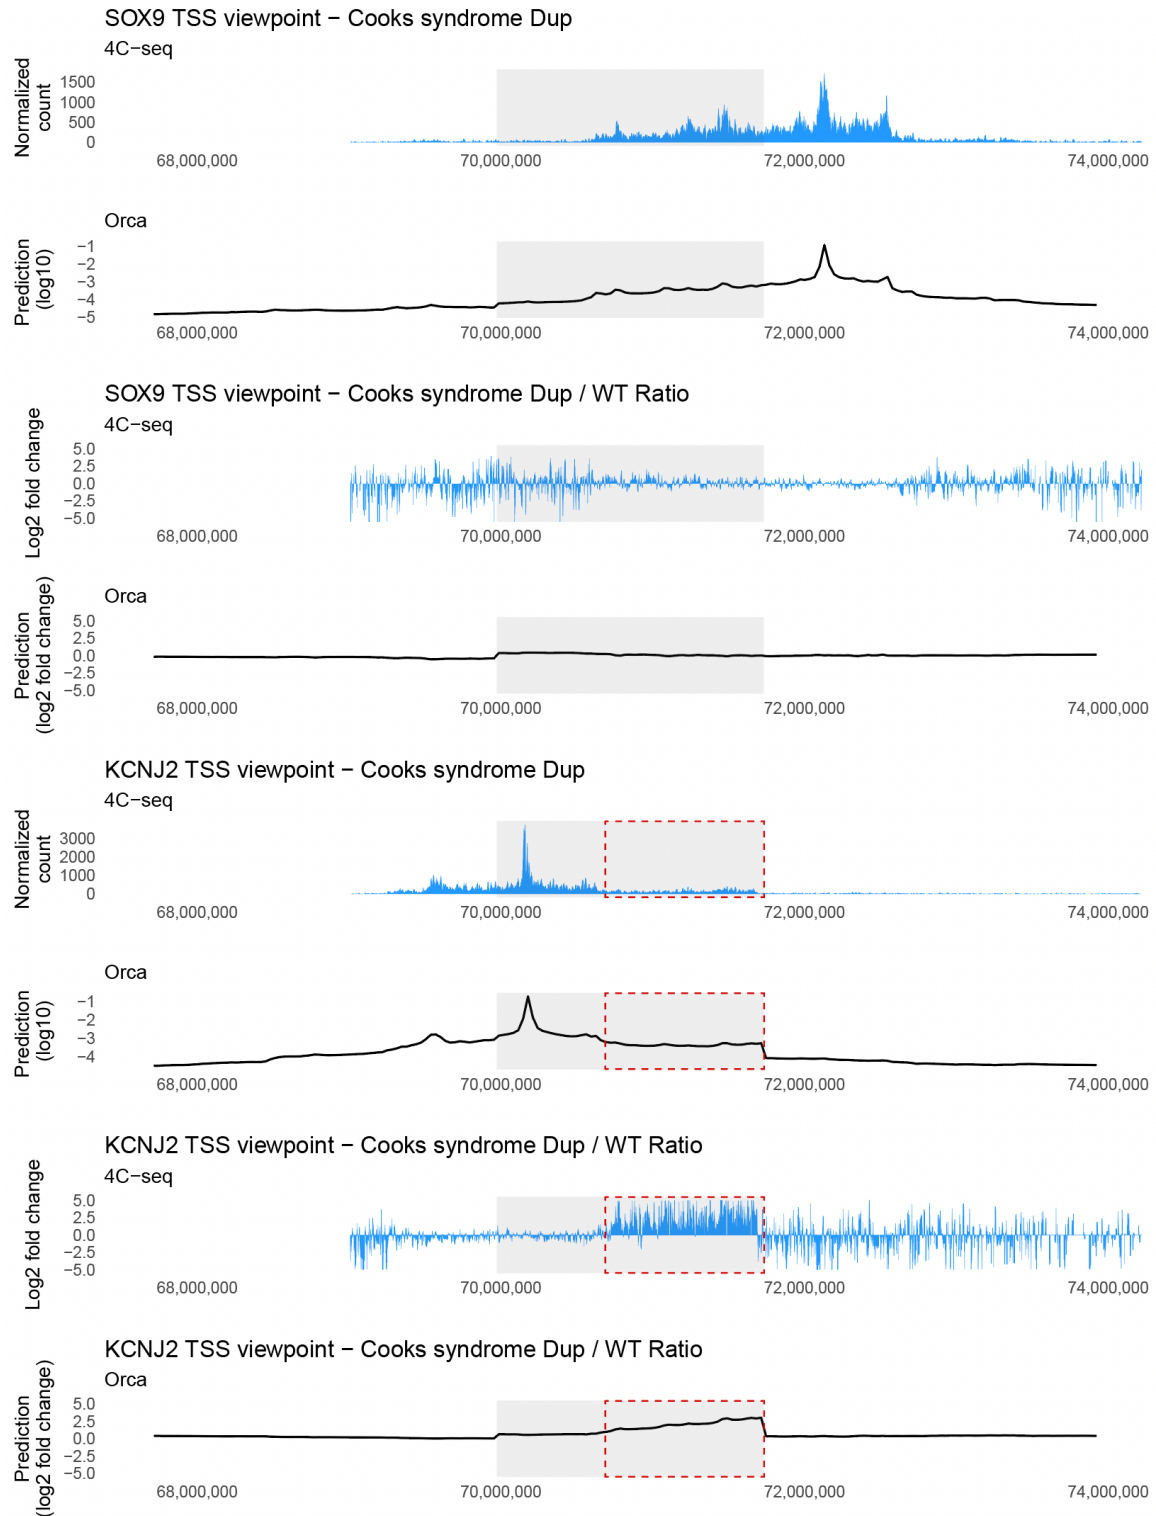 SOX9 TSS viewpoint − Cooks syndrome Dup
4C−seq
Normalized
count
1500
1000
500
0
68,000,000 70,000,000 72,000,000 74,000,000
Orca
Prediction
(log10)
−1
−2
−3
−4
−5
68,000,000 70,000,000 72,000,000 74,000,000
SOX9 TSS viewpoint − Cooks syndrome Dup / WT Ratio
4C−seq
Log2 fold change
5.0
2.5
0.0
−2.5
−5.0
68,000,000 70,000,000 72,000,000 74,000,000
Orca
Prediction
(log2 fold change)
5.0
2.5
0.0
−2.5
−5.0
68,000,000 70,000,000 72,000,000 74,000,000
KCNJ2 TSS viewpoint − Cooks syndrome Dup
4C−seq
Normalized
count
3000
2000
1000
0
68,000,000 70,000,000 72,000,000 74,000,000
Orca
Prediction
(log10)
−1
−2
−3
−4
68,000,000 70,000,000 72,000,000 74,000,000
KCNJ2 TSS viewpoint − Cooks syndrome Dup / WT Ratio
4C−seq
Log2 fold change
5.0
2.5
0.0
−2.5
−5.0
68,000,000 70,000,000 72,000,000 74,000,000
KCNJ2 TSS viewpoint − Cooks syndrome Dup / WT Ratio
Orca
Prediction
(log2 fold change)
5.0
2.5
0.0
−2.5
−5.0
68,000,000 70,000,000 72,000,000 74,000,000